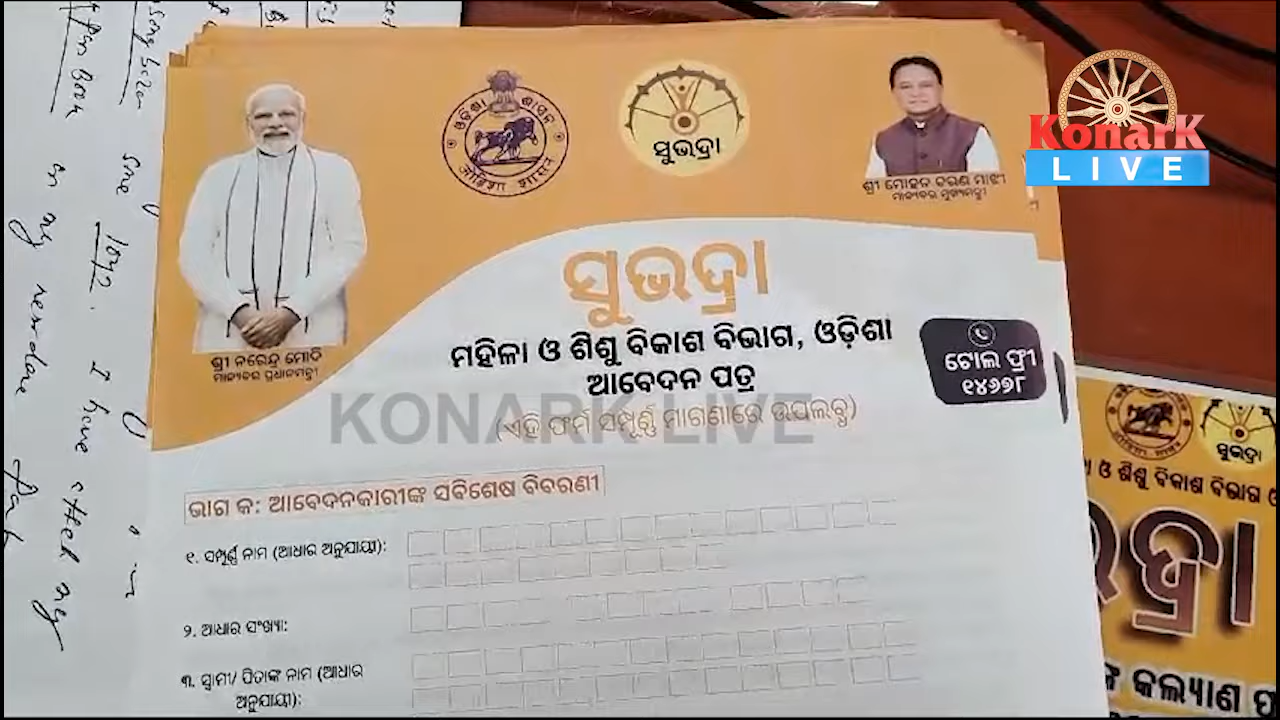 ଓଡ଼ିଶା ଶାସନ
ओड़िशा शासन
ସୁଭଦ୍ରା
ଶ୍ରୀ ମୋହନ ଚରଣ ମାଝୀ
ମାନ୍ୟବର ମୁଖ୍ୟମନ୍ତ୍ରୀ
KonarK
LIVE
ଶ୍ରୀ ନରେନ୍ଦ୍ର ମୋଦି
ମାନ୍ୟବର ପ୍ରଧାନମନ୍ତ୍ରୀ
ସୁଭଦ୍ରା
ମହିଳା ଓ ଶିଶୁ ବିକାଶ ବିଭାଗ, ଓଡ଼ିଶା
ଆବେଦନ ପତ୍ର
(ଏହି ଫର୍ମ ସମ୍ପୂର୍ଣ୍ଣ ମାଗଣାରେ ଉପଲବ୍ଧ)
ଟୋଲ ଫ୍ରୀ
୧୪୬୭୮
KONARK LIVE
ଭାଗ କ: ଆବେଦନକାରୀଙ୍କ ସବିଶେଷ ବିବରଣୀ
୧. ସମ୍ପୂର୍ଣ୍ଣ ନାମ (ଆଧାର ଅନୁଯାୟୀ):
୨. ଆଧାର ସଂଖ୍ୟା:
୩. ସ୍ୱାମୀ/ ପିତାଙ୍କ ନାମ (ଆଧାର
ଅନୁଯାୟୀ):
ସୁଭଦ୍ରା
ଓ ଶିଶୁ ବିକାଶ ବିଭାଗ
କଲ୍ୟାଣ